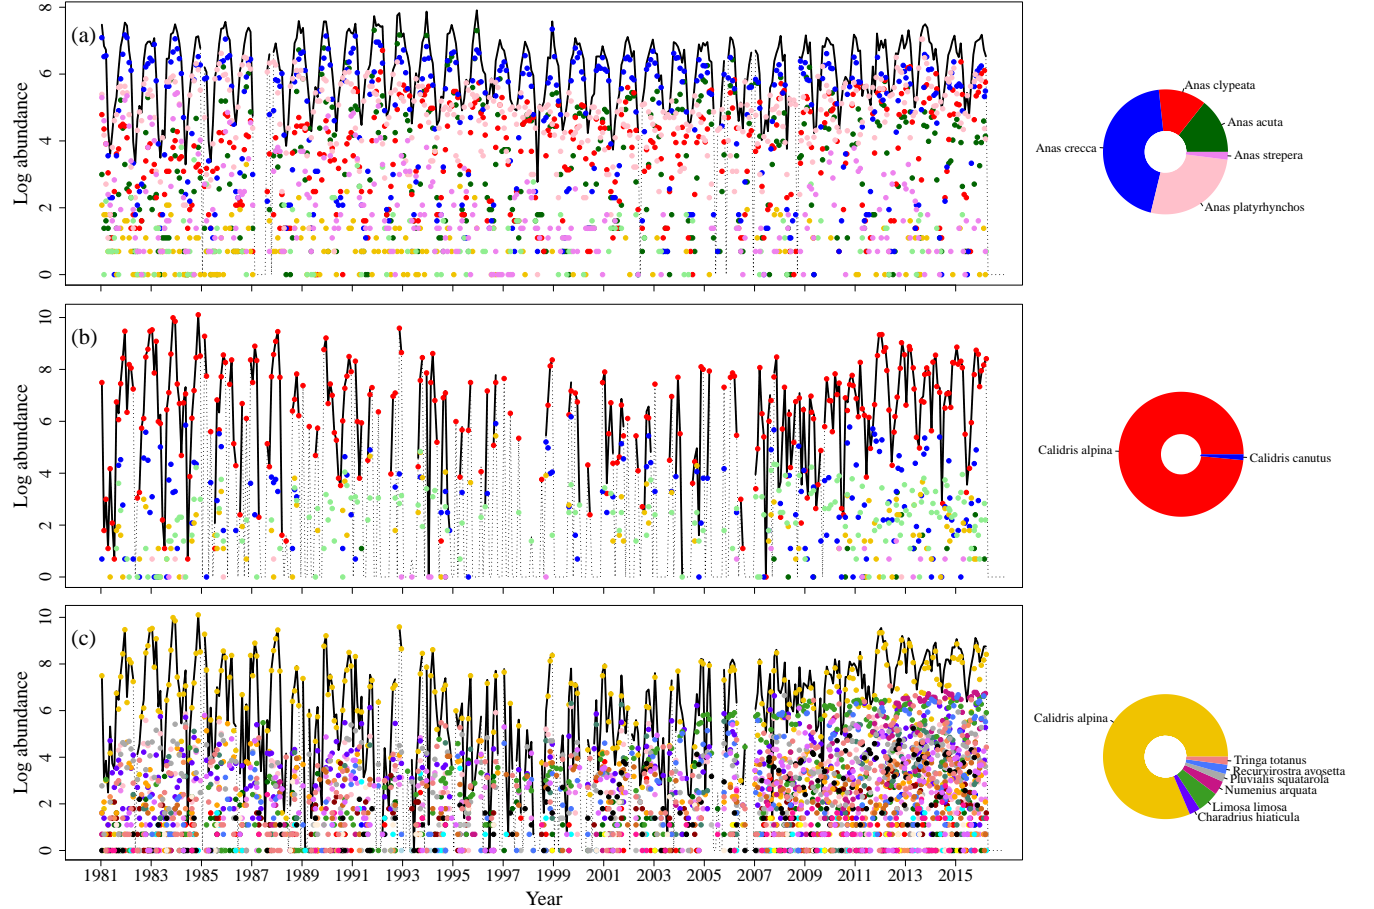 (a)
Log abundance
8
6
4
2
0
Anas clypeata
Anas acuta
Anas crecca
Anas strepera
Anas platyrhynchos
(b)
Log abundance
10
8
6
4
2
0
Calidris alpina
Calidris canutus
(c)
Log abundance
10
8
6
4
2
0
Calidris alpina
Tringa totanus
Recurvirostra avosetta
Pluvialis squatarola
Numenius arquata
Limosa limosa
Charadrius hiaticula
1981 1983 1985 1987 1989 1991 1993 1995 1997 1999 2001 2003 2005 2007 2009 2011 2013 2015
Year